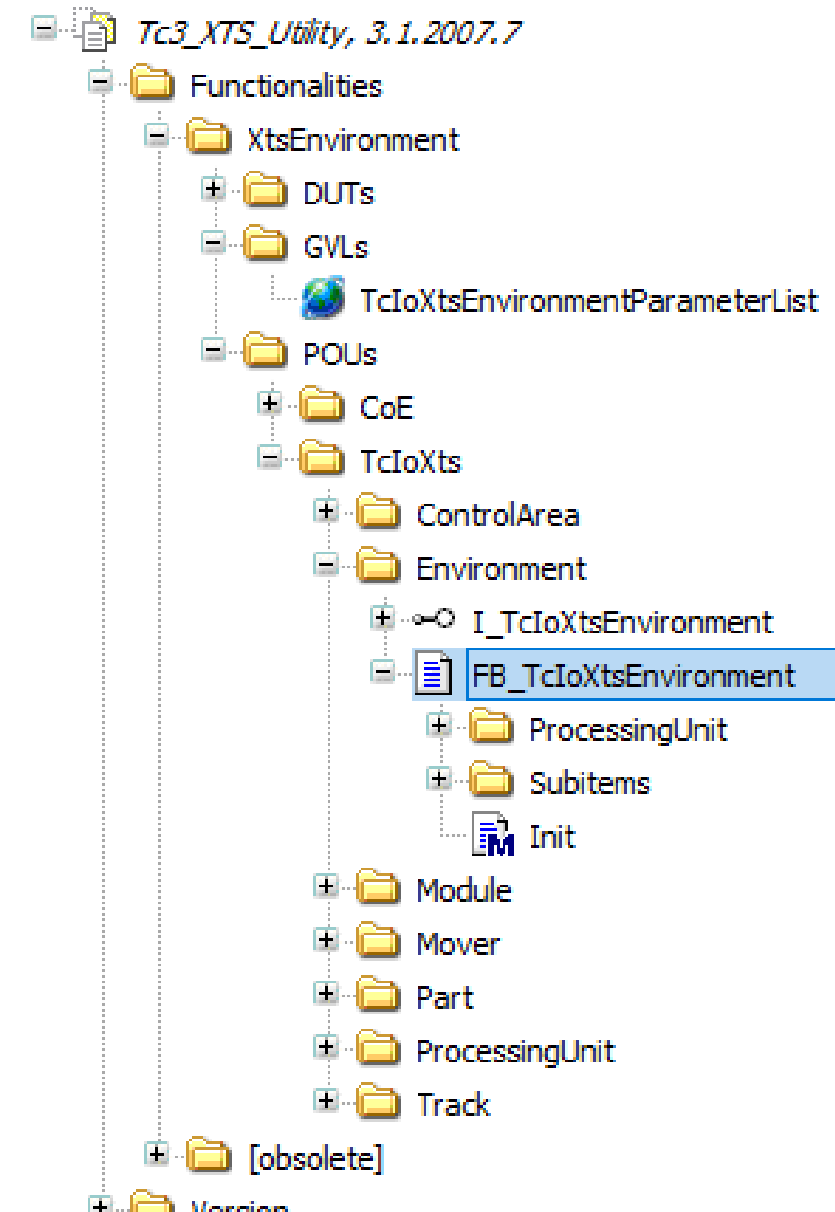 Tc3_XTS_Utility, 3.1.2007.7
Functionalities
XtsEnvironment
DUTs
GVLs
TcIoXtsEnvironmentParameterList
POUs
CoE
TcIoXts
ControlArea
Environment
I_TcIoXtsEnvironment
FB_TcIoXtsEnvironment
ProcessingUnit
Subitems
Init
Module
Mover
Part
ProcessingUnit
Track
[obsolete]
Version